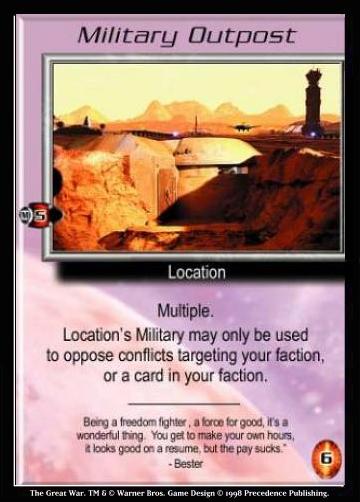 Military Outpost
M 5
Location
Multiple.
Location's Military may only be used
to oppose conflicts targeting your faction,
or a card in your faction.
Being a freedom fighter , a force for good, it's a
wonderful thing. You get to make your own hours,
it looks good on a resume, but the pay sucks."
- Bester
6
The Great War. TM & © Warner Bros. Game Design © 1998 Precedence Publishing.